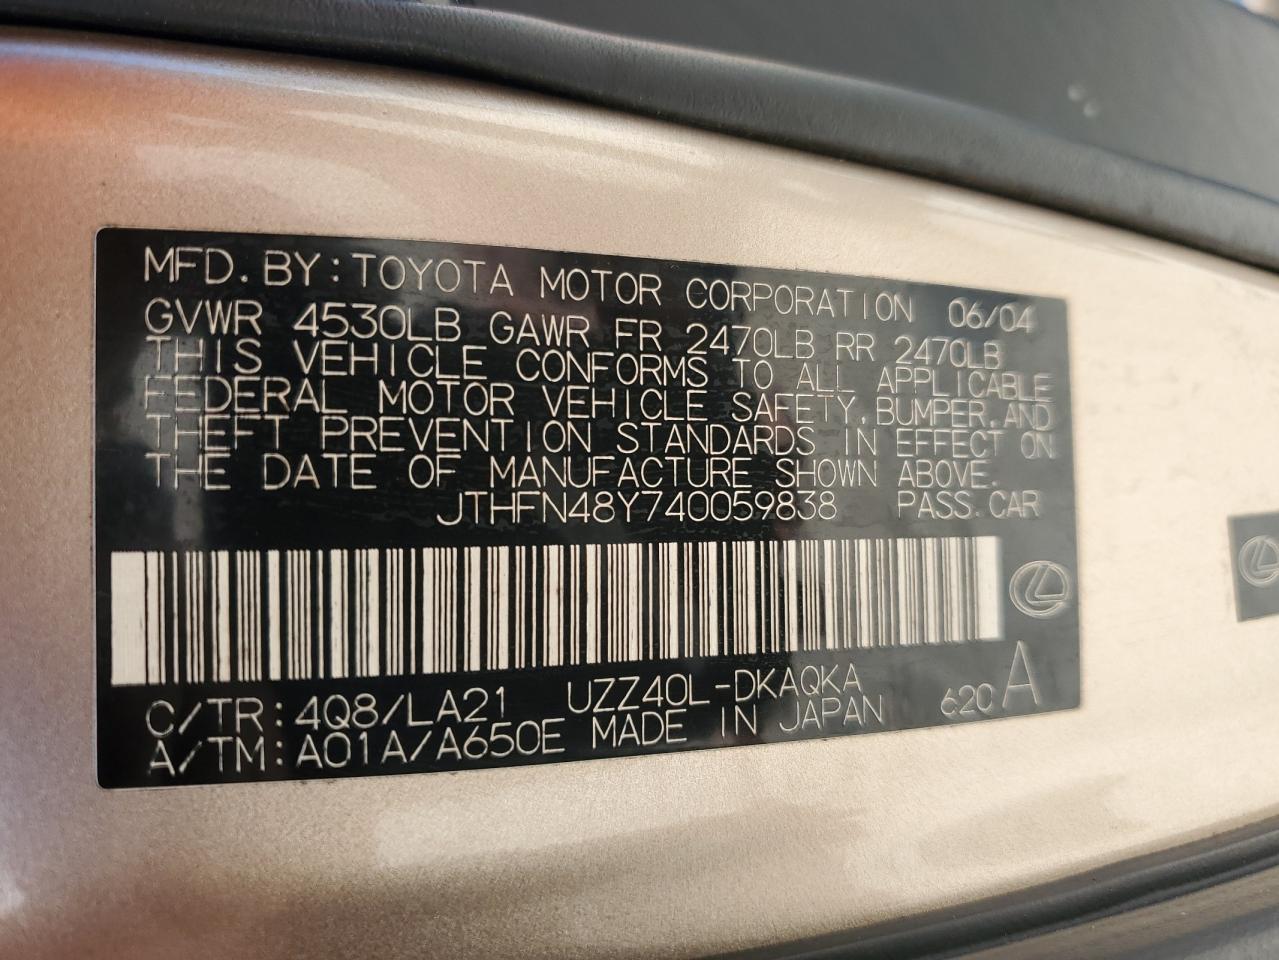 MFD. BY: TOYOTA MOTOR CORPORATION 06/04
GVWR 4530LB GAWR FR 2470LB RR 2470LB
THIS VEHICLE CONFORMS TO ALL APPLICABLE
FEDERAL MOTOR VEHICLE SAFETY, BUMPER, AND
THEFT PREVENTION STANDARDS IN EFFECT ON
THE DATE OF MANUFACTURE SHOWN ABOVE.
JTHFN48Y740059838 PASS. CAR
C/TR: 4Q8/LA21 UZZ40L-DKAQKA 620 A
A/TM: A01A/A650E MADE IN JAPAN